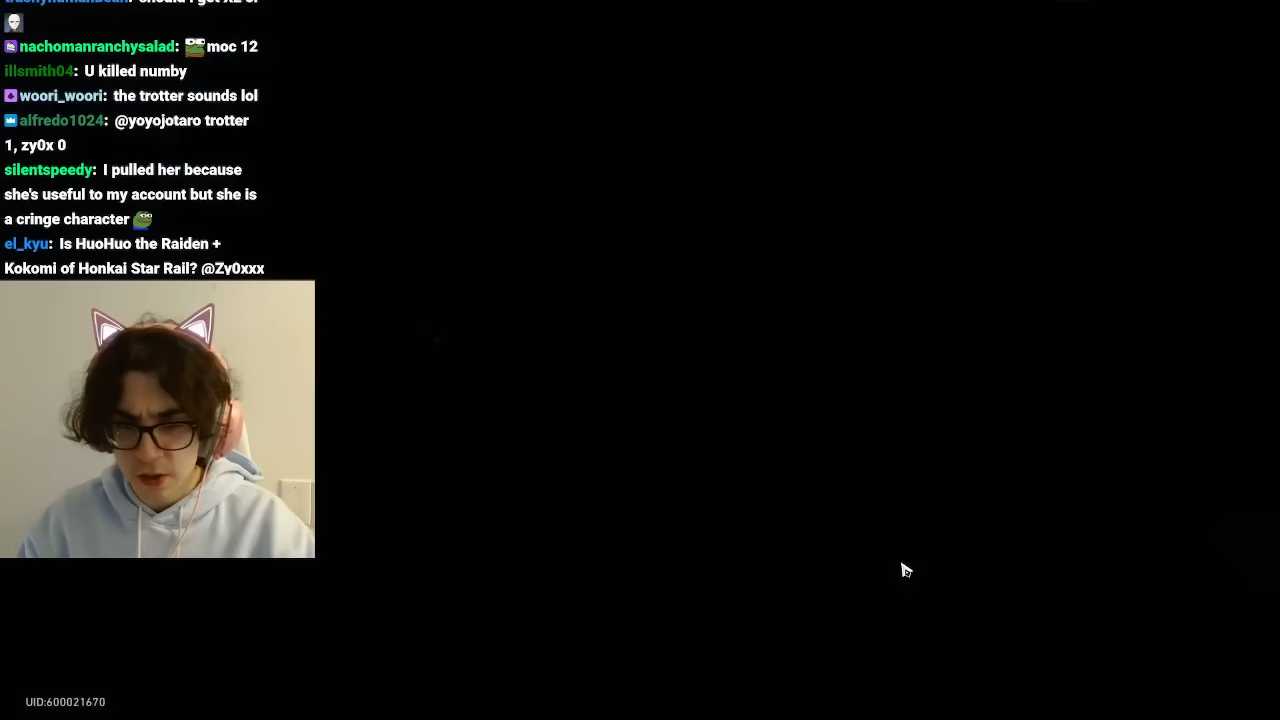 nachomanranchysalad: moc 12
illsmith04: U killed numby
woori_woori: the trotter sounds lol
alfredo1024: @yoyojotaro trotter
1, zy0x 0
silentspeedy: I pulled her because
she's useful to my account but she is
a cringe character
el_kyu: Is HuoHuo the Raiden +
Kokomi of Honkai Star Rail? @Zy0xxx
UID:600021670